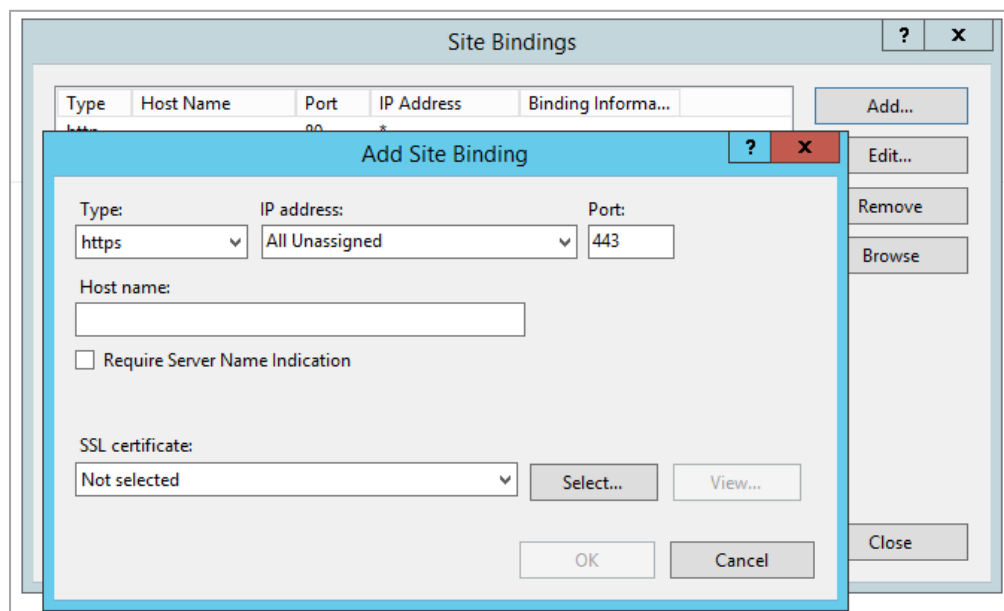 Site Bindings
? x
Type Host Name Port IP Address Binding Informa...
Add...
http 80 *
Add Site Binding
? x
Edit...
Type: IP address: Port:
Remove
https All Unassigned 443
Browse
Host name:
Require Server Name Indication
SSL certificate:
Not selected Select... View...
OK Cancel
Close